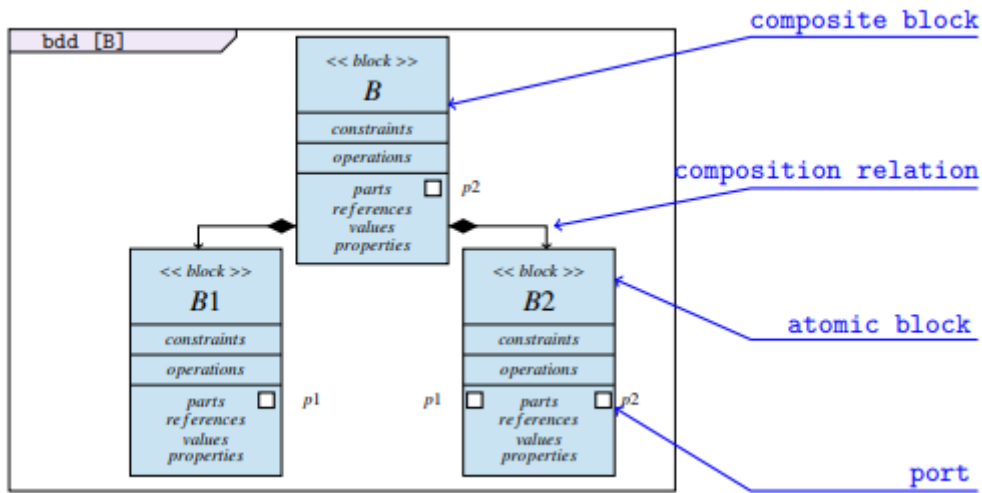 composite block
bdd [B]
<< block >>
B
constraints
operations
parts
p2
references
values
properties
composition relation
<< block >>
B1
constraints
operations
parts
p1
references
values
properties
<< block >>
B2
constraints
operations
p1
parts
p2
references
values
properties
atomic block
port